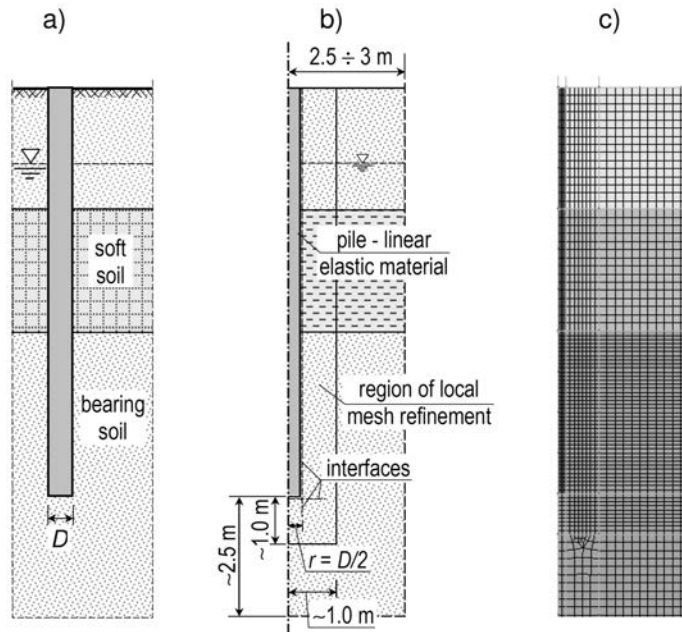 a)
b)
c)
2.5 ÷ 3 m
soft
soil
pile - linear
elastic material
bearing
soil
region of local
mesh refinement
interfaces
D
~1.0 m
~2.5 m
r = D/2
~1.0 m